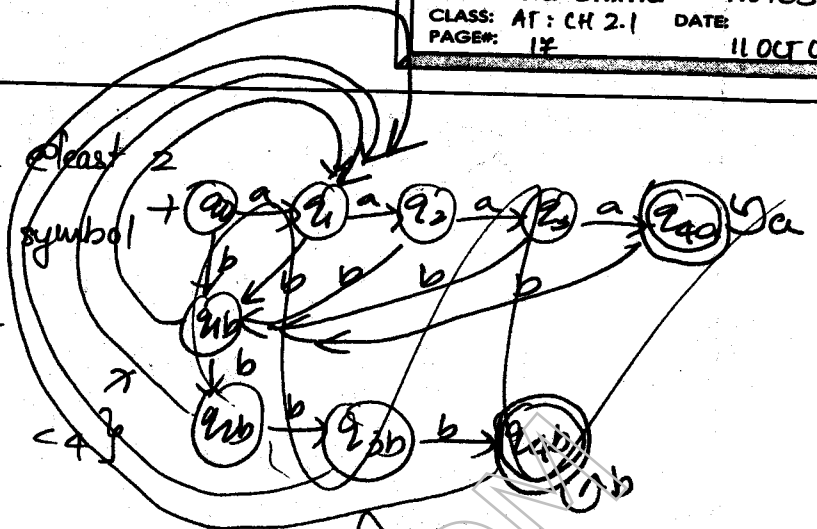 CLASS: AT : CH 2.1 DATE:
PAGE#: 17 11 OCT
@least 2
symbol + q0 a q1 a q2 a q3 a q4a a
b b b b b
q1b
b
x
< 4 } q2b b q3b b b